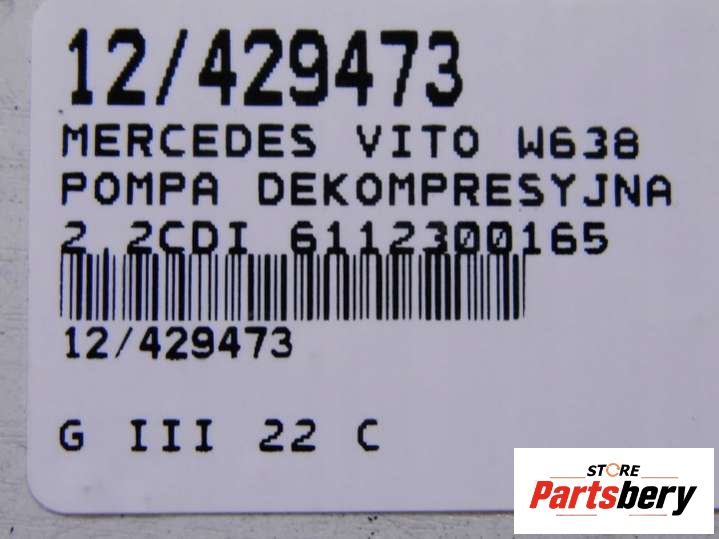 12/429473
MERCEDES VITO W638
POMPA DEKOMPRESYJNA
2.2CDI 6112300165
12/429473
G III 22 C
STORE
Partsbery